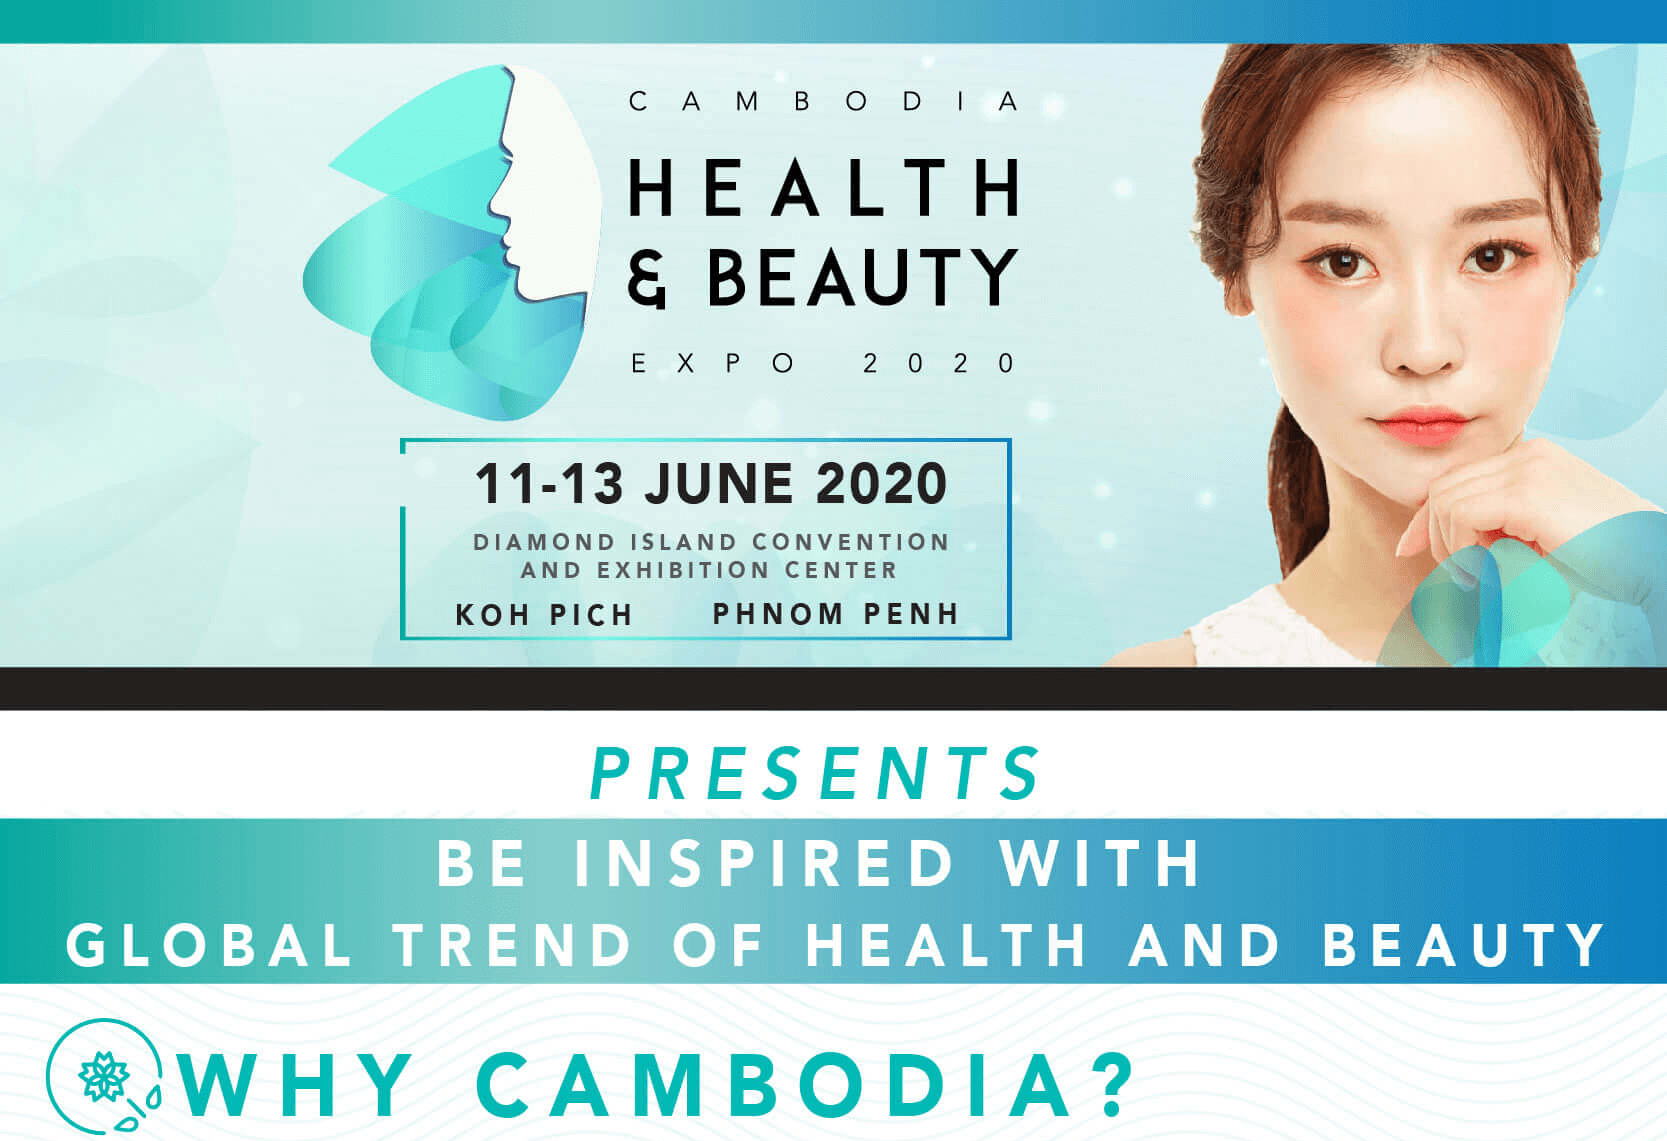 CAMBODIA
HEALTH
& BEAUTY
EXPO 2020
11-13 JUNE 2020
DIAMOND ISLAND CONVENTION
AND EXHIBITION CENTER
KOH PICH PHNOM PENH
PRESENTS
BE INSPIRED WITH
GLOBAL TREND OF HEALTH AND BEAUTY
WHY CAMBODIA?